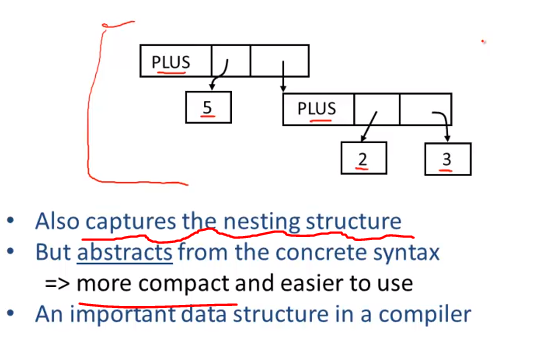 PLUS
5
PLUS
2
3
• Also captures the nesting structure
• But abstracts from the concrete syntax
=> more compact and easier to use
• An important data structure in a compiler